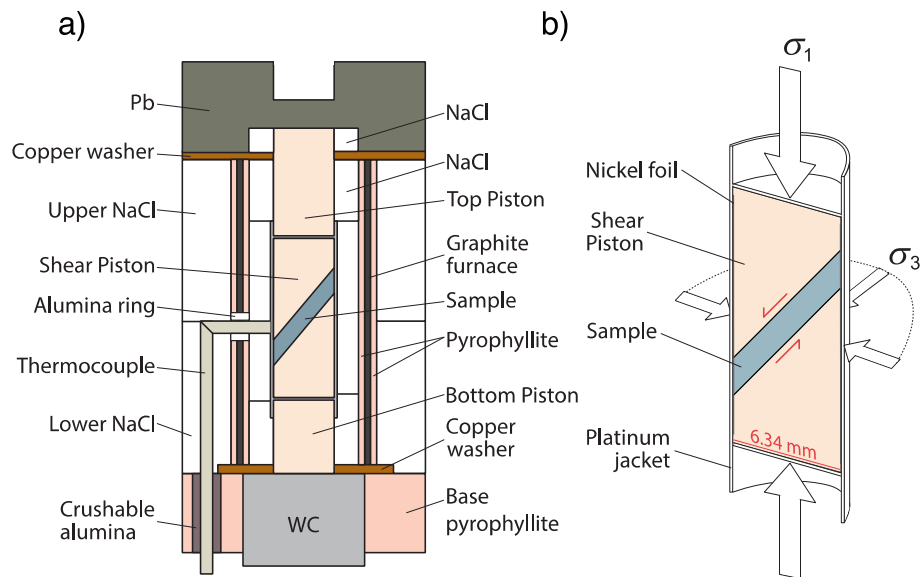 a)
Pb
Copper washer
Upper NaCl
Shear Piston
Alumina ring
Thermocouple
Lower NaCl
Crushable
alumina
NaCl
NaCl
Top Piston
Graphite
furnace
Sample
Pyrophyllite
Bottom Piston
Copper
washer
Base
pyrophyllite
WC
b)
σ1
Nickel foil
Shear
Piston
σ3
Sample
Platinum
jacket
6.34 mm